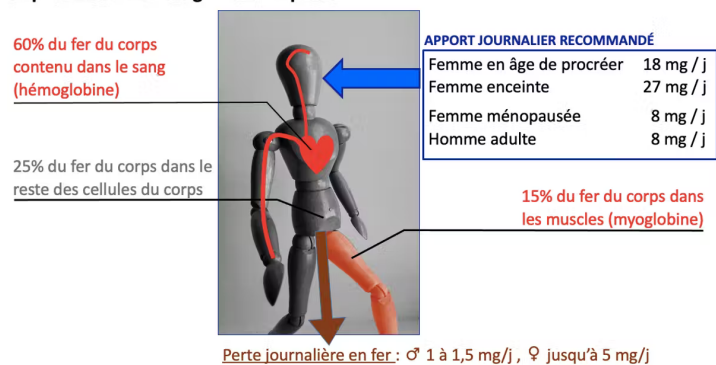 60% du fer du corps
contenu dans le sang
(hémoglobine)
25% du fer du corps dans le
reste des cellules du corps
APPORT JOURNALIER RECOMMANDÉ
Femme en âge de procréer 18 mg / j
Femme enceinte 27 mg / j
Femme ménopausée 8 mg / j
Homme adulte 8 mg / j
15% du fer du corps dans
les muscles (myoglobine)
Perte journalière en fer : ♂ 1 à 1,5 mg/j , ♀ jusqu'à 5 mg/j